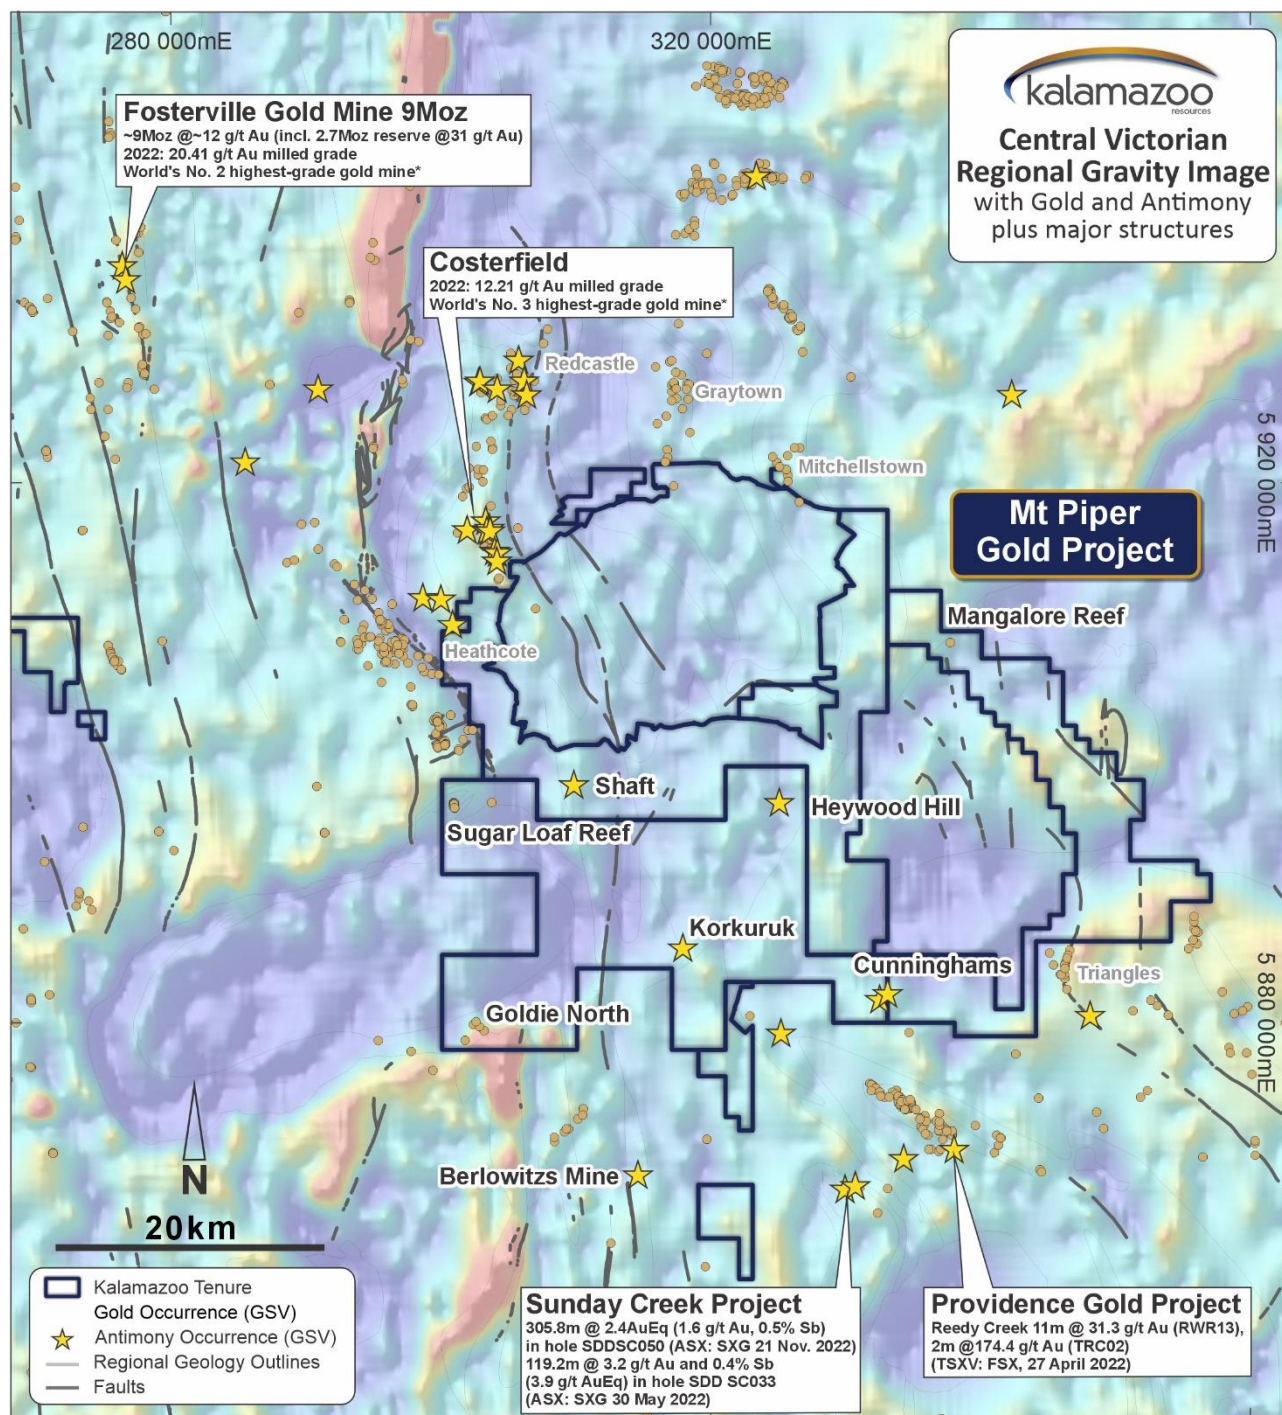 280 000mE
320 000mE
kalamazoo
resources
Central Victorian
Regional Gravity Image
with Gold and Antimony
plus major structures
Fosterville Gold Mine 9Moz
~9Moz @~12 g/t Au (incl. 2.7Moz reserve @31 g/t Au)
2022: 20.41 g/t Au milled grade
World's No. 2 highest-grade gold mine*
Costerfield
2022: 12.21 g/t Au milled grade
World's No. 3 highest-grade gold mine*
Redcastle
Graytown
Mitchellstown
5 920 000mE
Mt Piper
Gold Project
Mangalore Reef
Heathcote
Shaft
Heywood Hill
Sugar Loaf Reef
Korkuruk
Cunninghams
Triangles
5 880 000mE
Goldie North
Berlowitzs Mine
N
20km
Kalamazoo Tenure
Gold Occurrence (GSV)
Antimony Occurrence (GSV)
Regional Geology Outlines
Faults
Sunday Creek Project
305.8m @ 2.4AuEq (1.6 g/t Au, 0.5% Sb)
in hole SDDSC050 (ASX: SXG 21 Nov. 2022)
119.2m @ 3.2 g/t Au and 0.4% Sb
(3.9 g/t AuEq) in hole SDD SC033
(ASX: SXG 30 May 2022)
Providence Gold Project
Reedy Creek 11m @ 31.3 g/t Au (RWR13),
2m @174.4 g/t Au (TRC02)
(TSXV: FSX, 27 April 2022)